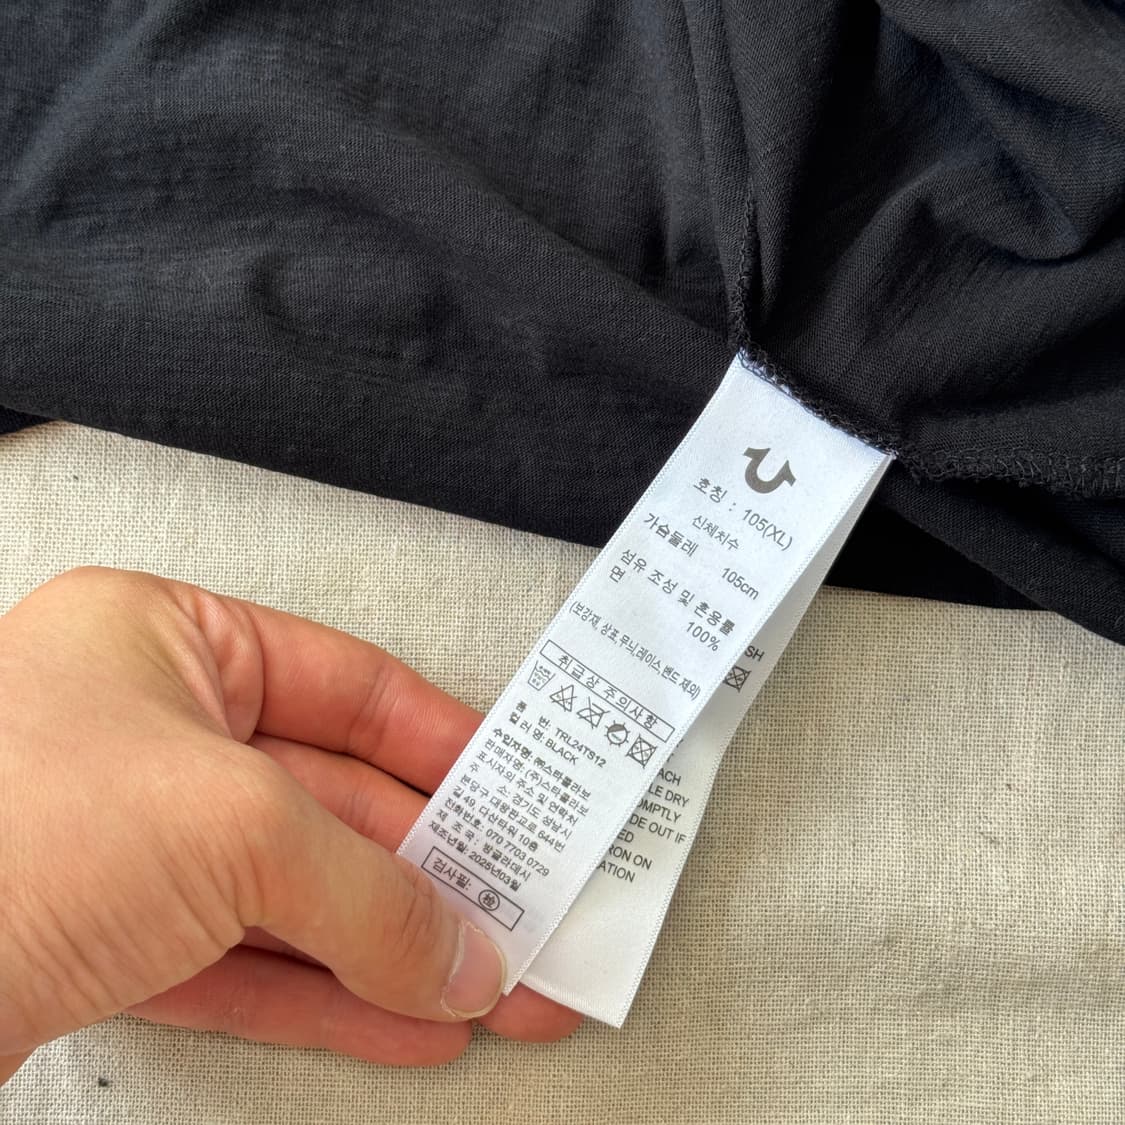 호칭 : 105(XL)
신체치수
가슴둘레 105cm
섬유 조성 및 혼용률
면 100%
(보강재, 상표,무늬,레이스,밴드 제외)
취급상 주의사항
품 번: TRL24TS12
컬 러 명: BLACK
수입자명: ㈜스타콜라보
판매자명: (주)스타콜라보
표시자의 주소 및 연락처
주 소: 경기도 성남시
분당구 대왕판교로 644번
길 49, 다산타워 10층
전화번호: 070 7703 0729
제 조 국 : 방글라데시
제조년월: 2025년03월
검사필: 檢
SH
ACH
LE DRY
OMPTLY
DE OUT IF
ED
RON ON
ATION